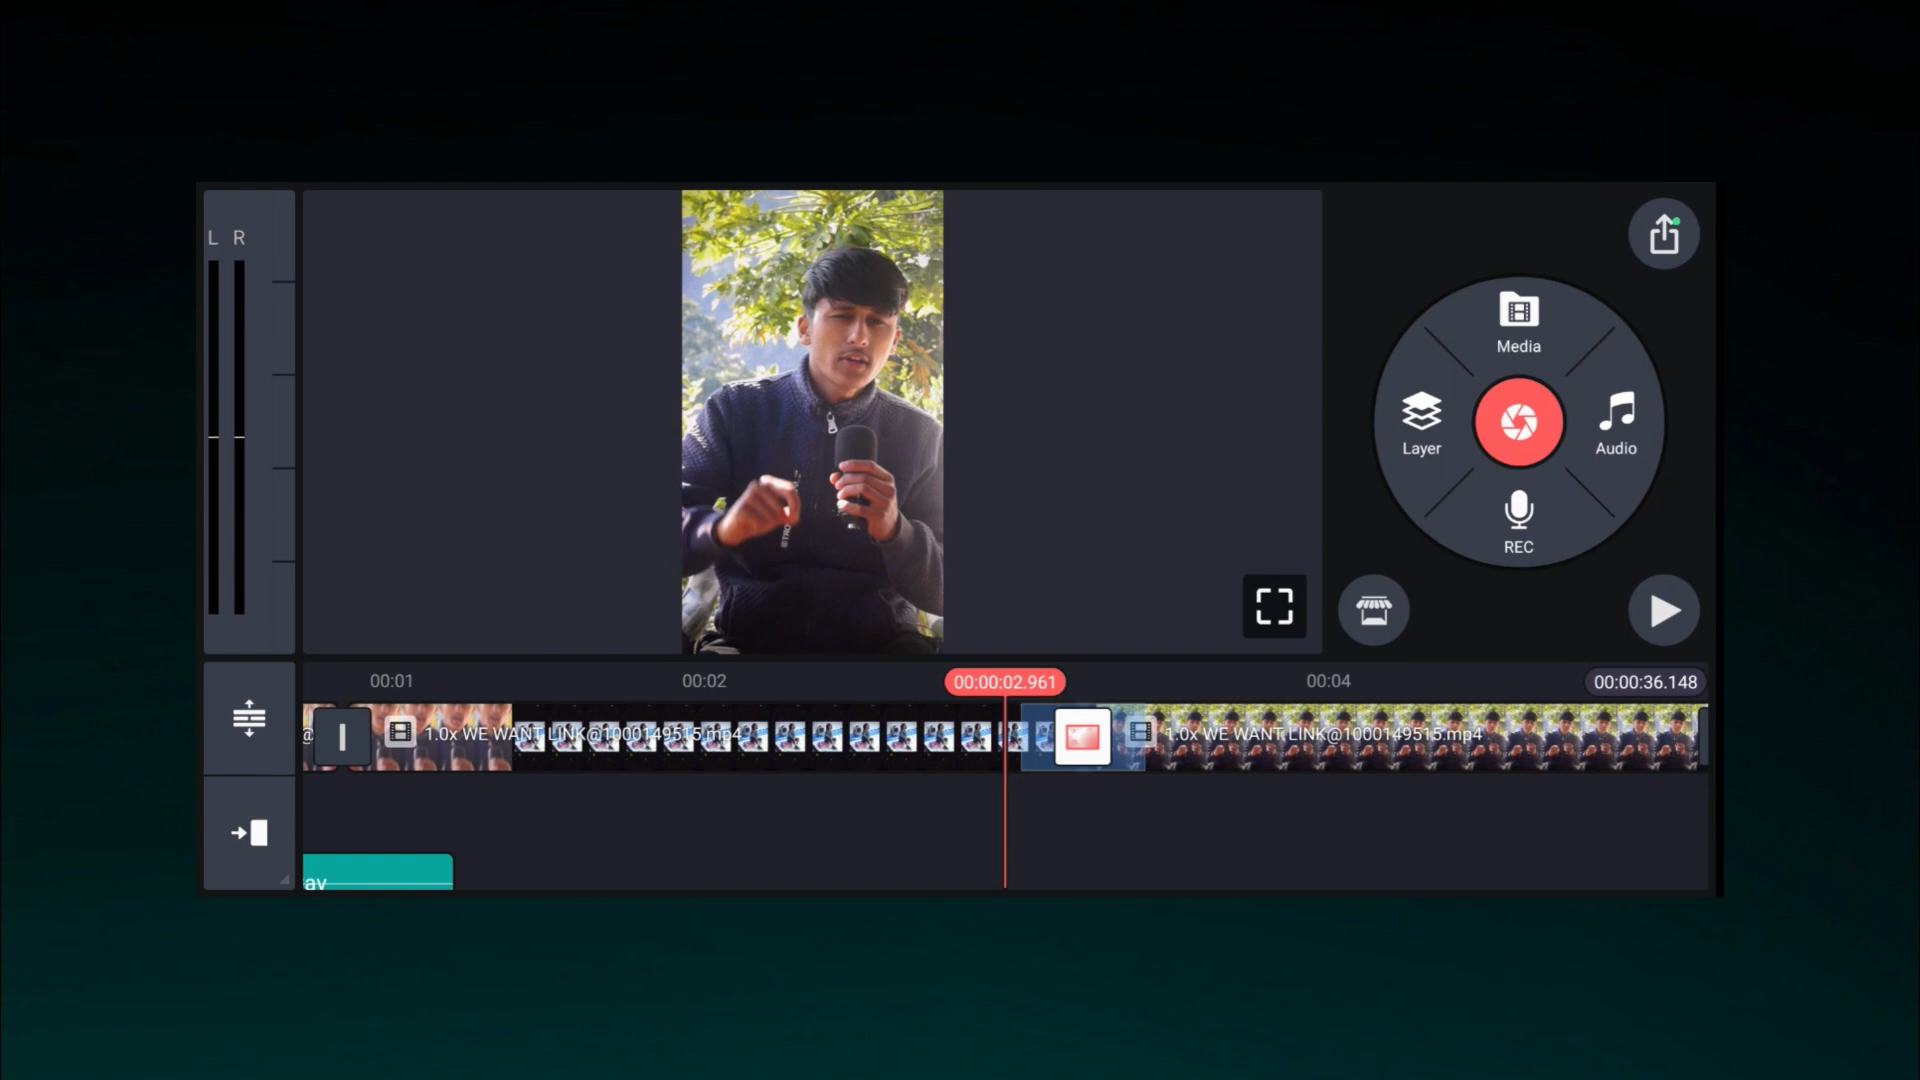 L R
Media
Layer
Audio
REC
00:01
00:02
00:00:02.961
00:04
00:00:36.148
@
1.0x WE WANT LINK@1000149515.mp4
1.0x WE WANT LINK@1000149515.mp4
av